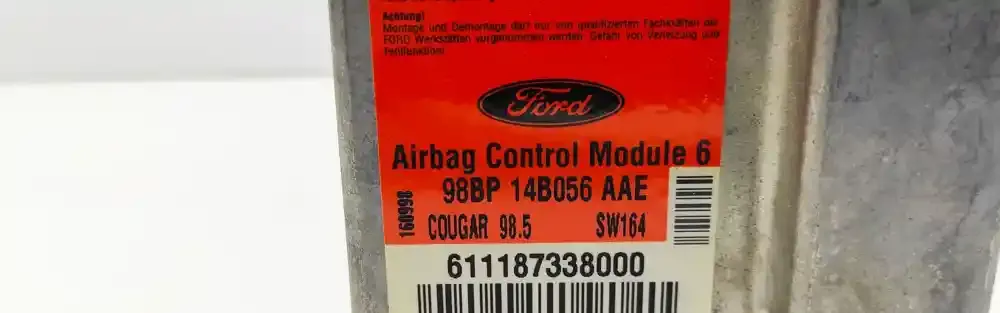 Achtung!
Montage und Demontage darf nur von qualifizierten Fachkräften der
FORD Werkstätten vorgenommen werden. Gefahr von Verletzung und
Fehlfunktion!
Ford
Airbag Control Module 6
98BP 14B056 AAE
160998
COUGAR 98.5 SW164
611187338000